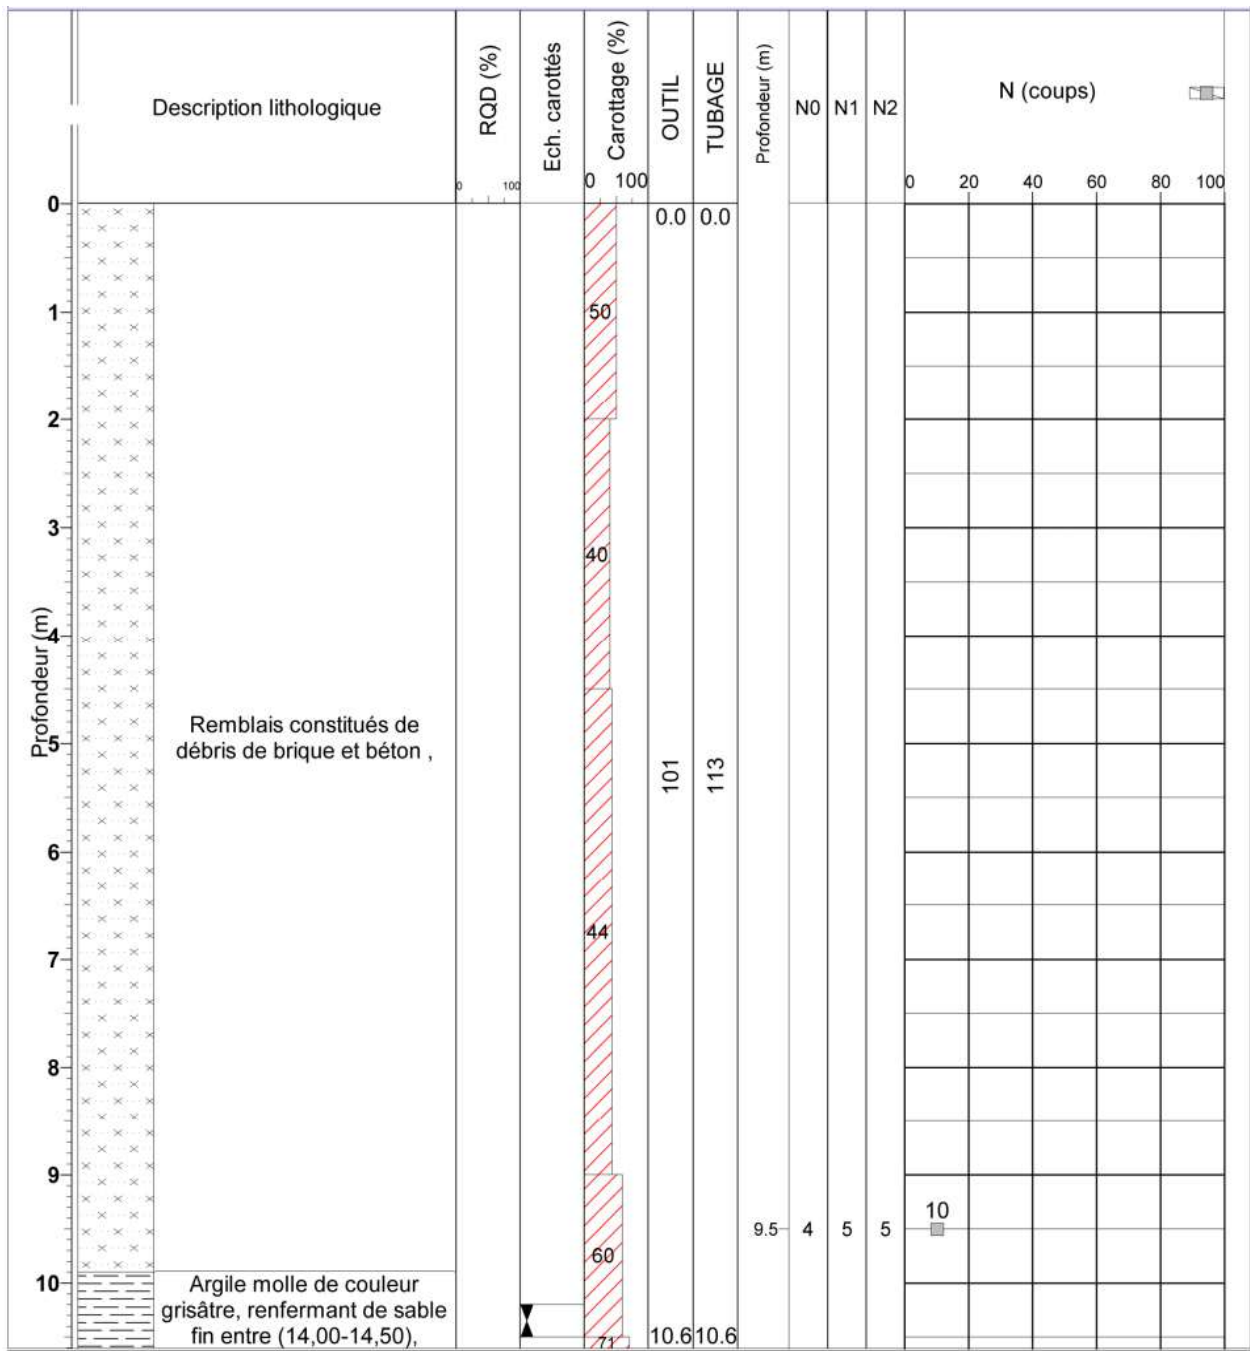 Description lithologique
RQD (%)
0 100
Ech. carottés
Carottage (%)
0 100
OUTIL
TUBAGE
Profondeur (m)
N0
N1
N2
N (coups)
0 20 40 60 80 100
Profondeur (m)
0
1
2
3
4
5
6
7
8
9
10
Remblais constitués de
débris de brique et béton ,
Argile molle de couleur
grisâtre, renfermant de sable
fin entre (14,00-14,50),
50
40
44
60
71
0.0 0.0
101
113
10.6 10.6
9.5 4 5 5
10